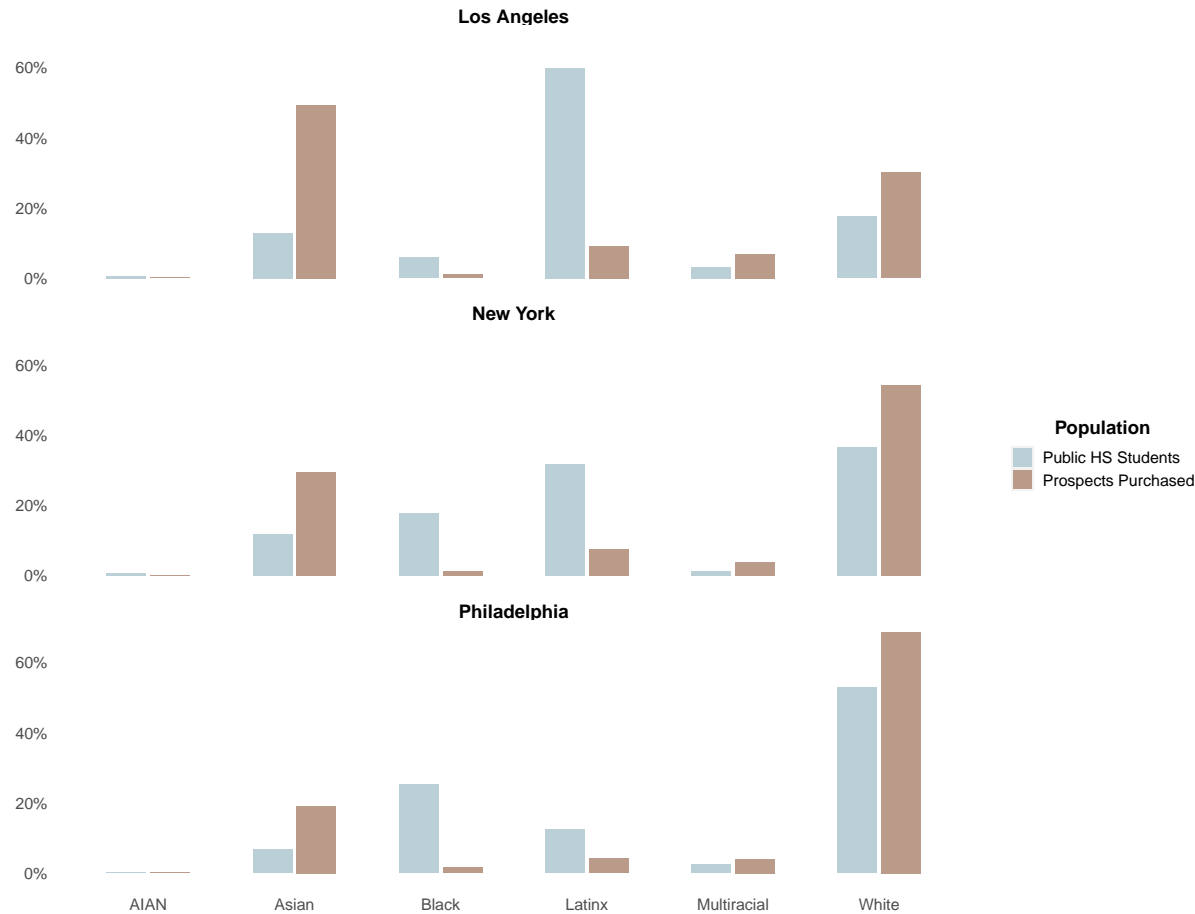 Los Angeles
60%
40%
20%
0%
New York
60%
40%
20%
0%
Population
Public HS Students
Prospects Purchased
Philadelphia
60%
40%
20%
0%
AIAN Asian Black Latinx Multiracial White